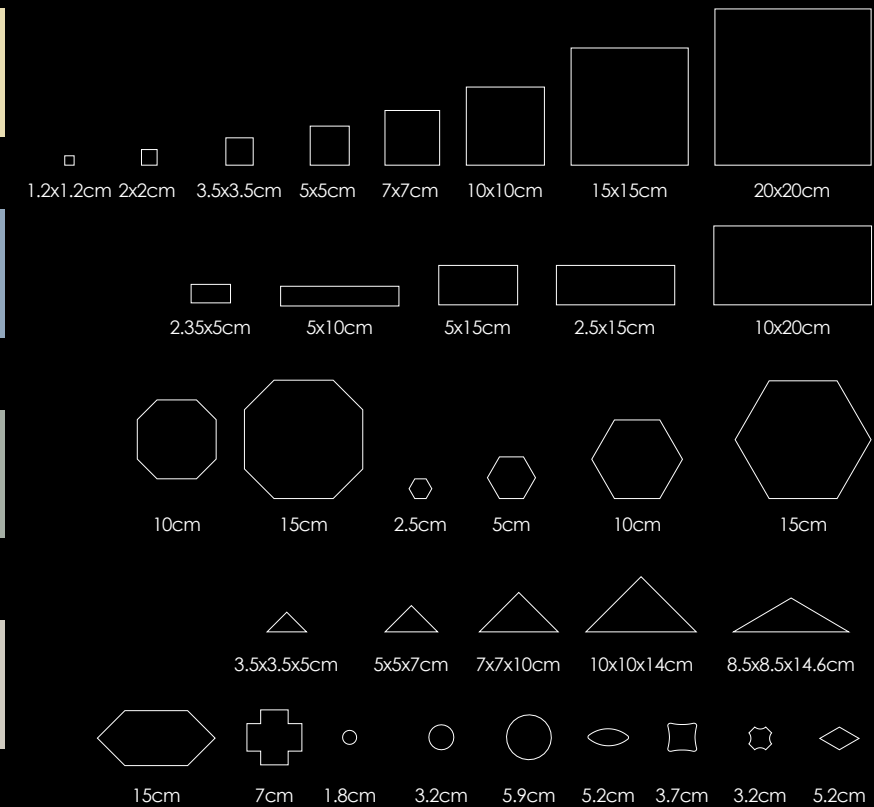 1.2x1.2cm 2x2cm 3.5x3.5cm 5x5cm 7x7cm 10x10cm 15x15cm 20x20cm
2.35x5cm 5x10cm 5x15cm 2.5x15cm 10x20cm
10cm 15cm 2.5cm 5cm 10cm 15cm
3.5x3.5x5cm 5x5x7cm 7x7x10cm 10x10x14cm 8.5x8.5x14.6cm
15cm 7cm 1.8cm 3.2cm 5.9cm 5.2cm 3.7cm 3.2cm 5.2cm